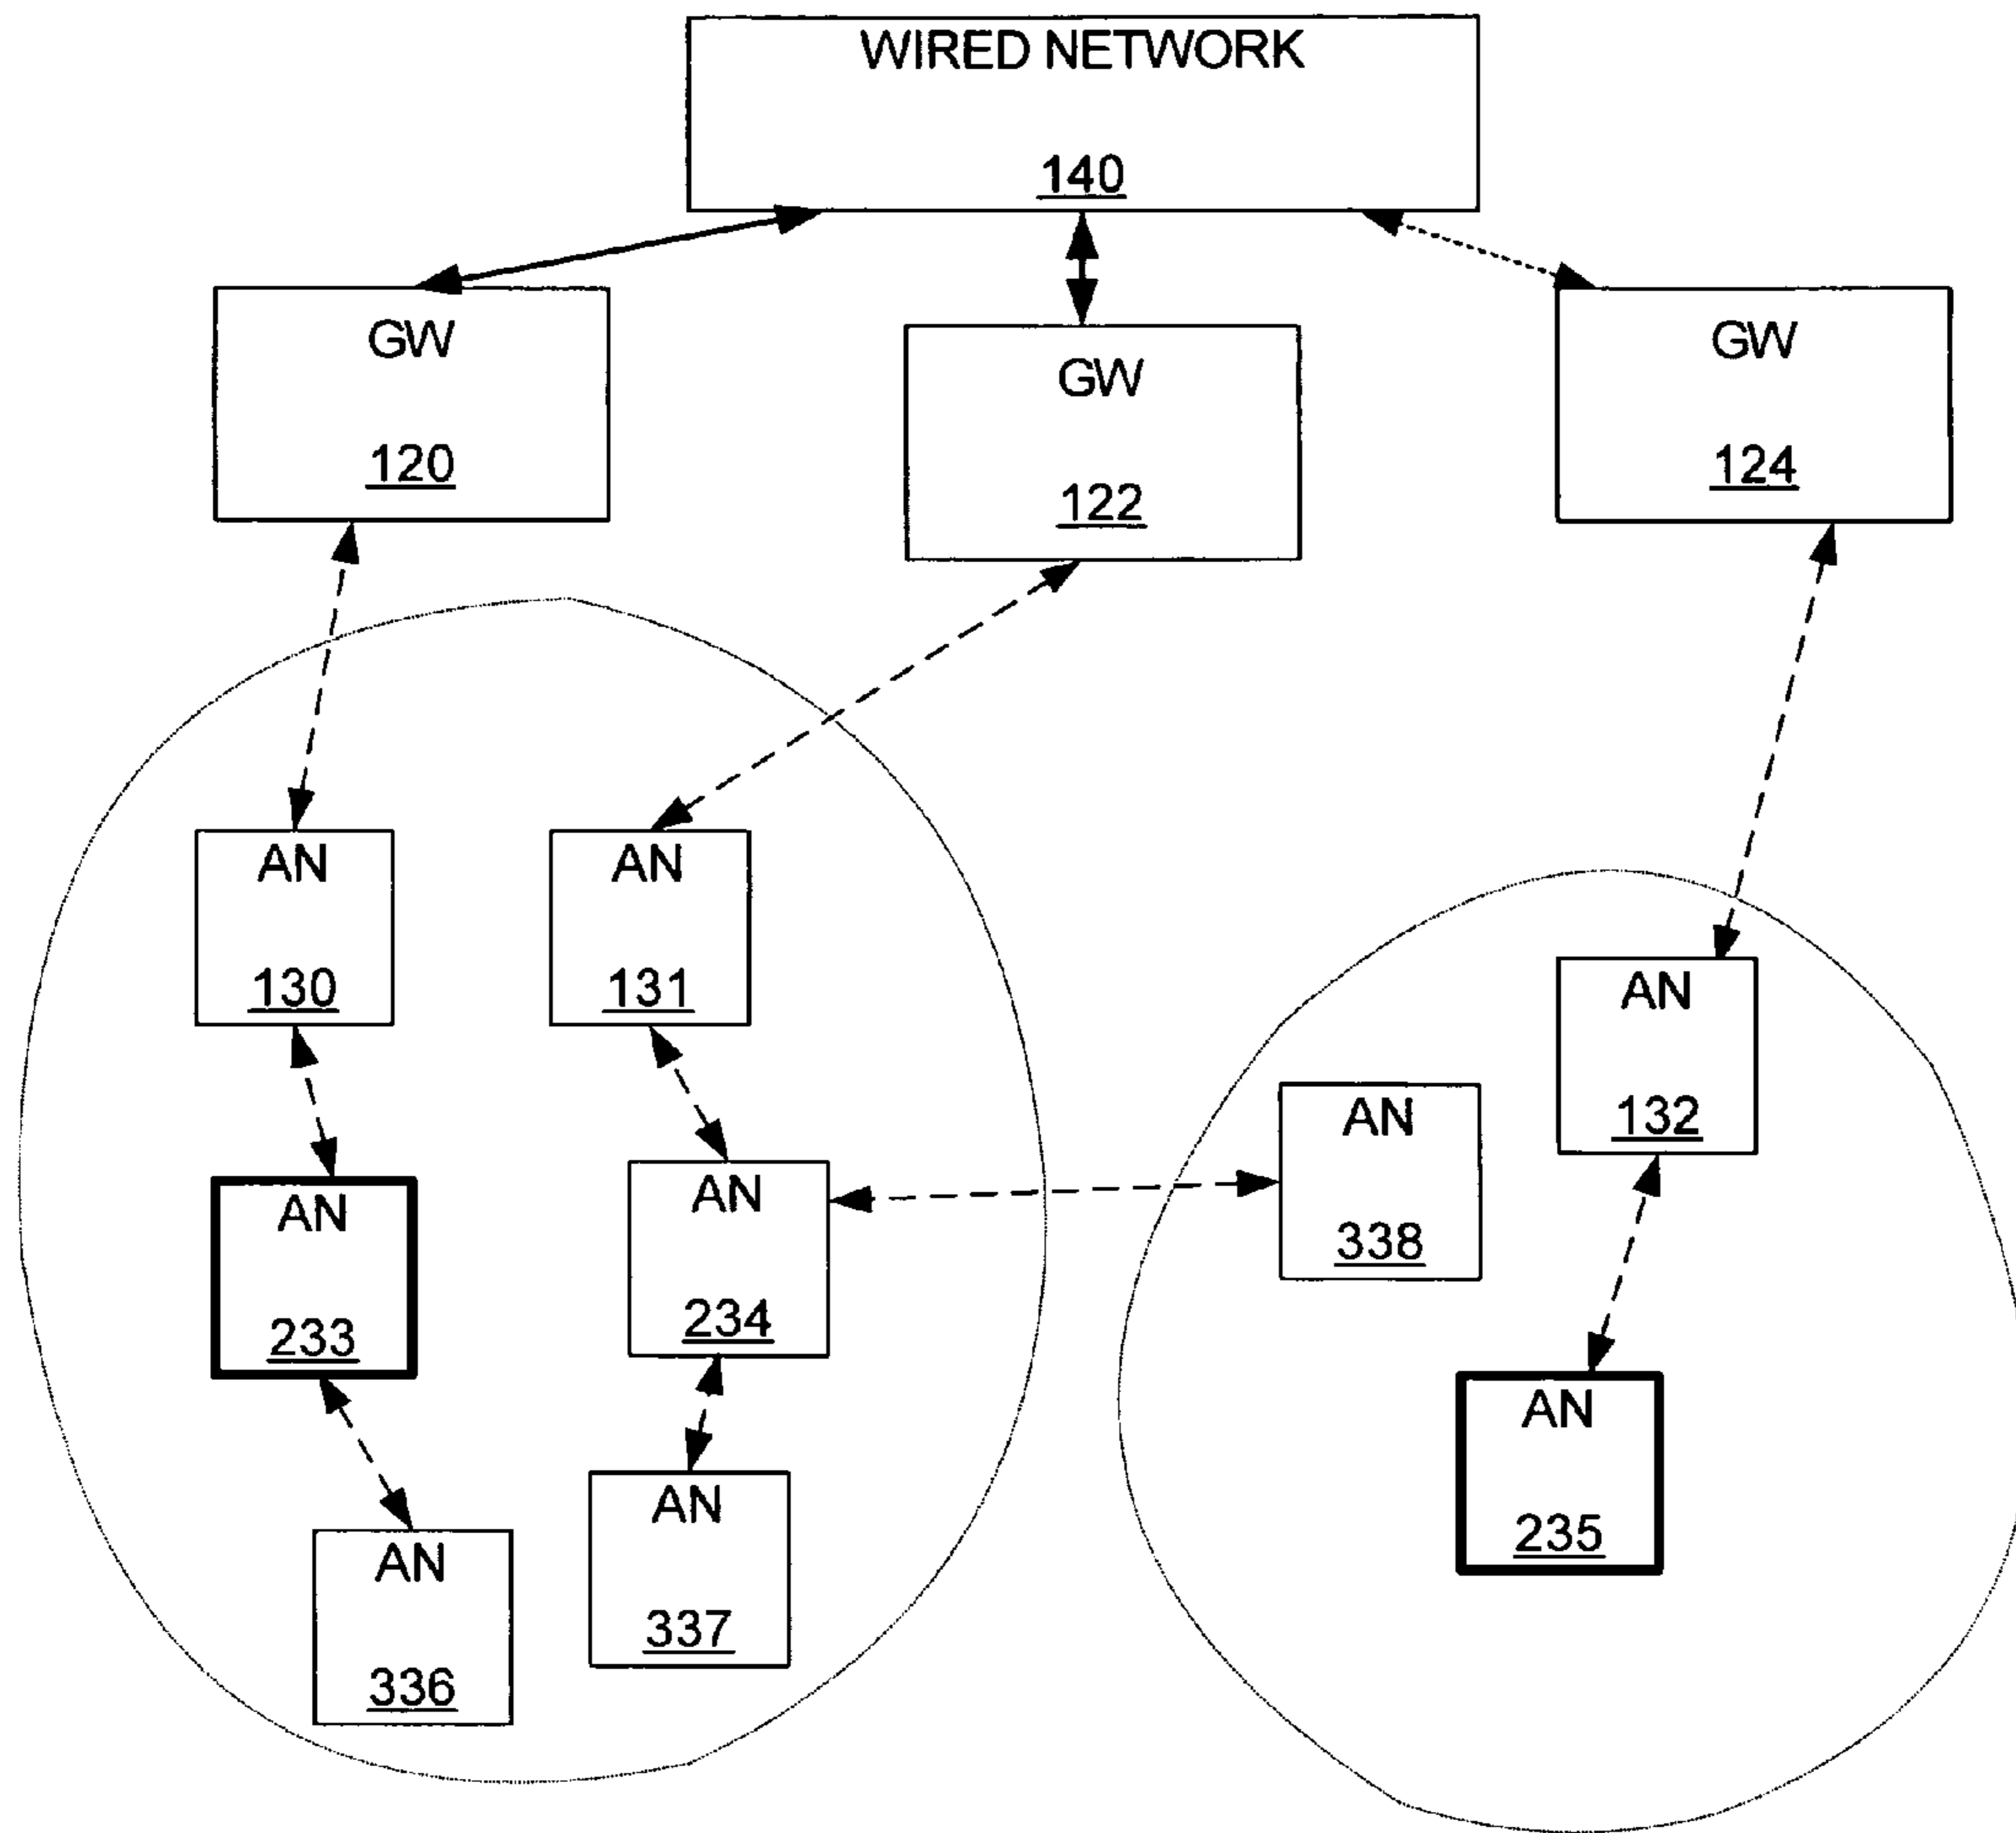 WIRED NETWORK
140
GW
120
GW
122
GW
124
AN
130
AN
131
AN
132
AN
338
AN
233
AN
234
AN
235
AN
336
AN
337